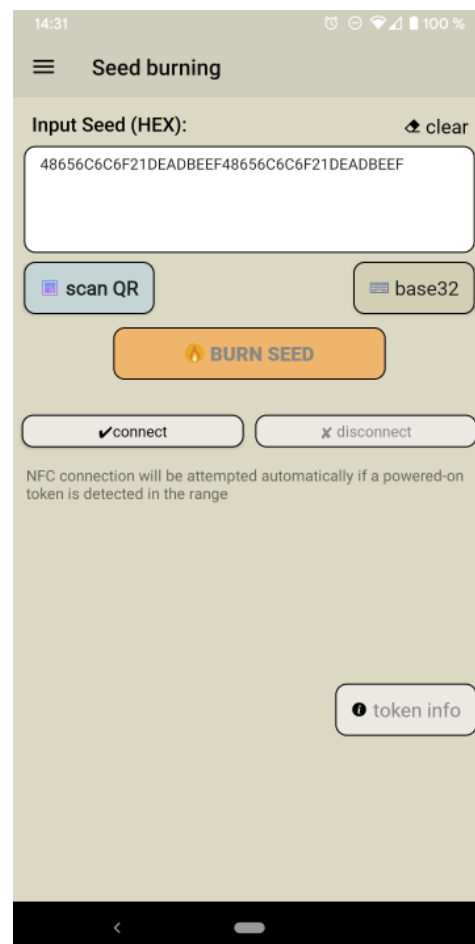 14:31
100 %
Seed burning
Input Seed (HEX):
clear
48656C6C6F21DEADBEEF48656C6C6F21DEADBEEF
scan QR
base32
BURN SEED
✔connect
✘ disconnect
NFC connection will be attempted automatically if a powered-on
token is detected in the range
token info